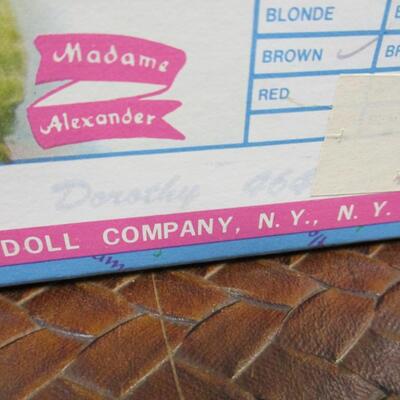 BLONDE
BROWN
RED
Madame
Alexander
Dorothy
DOLL COMPANY, N.Y., N.Y.